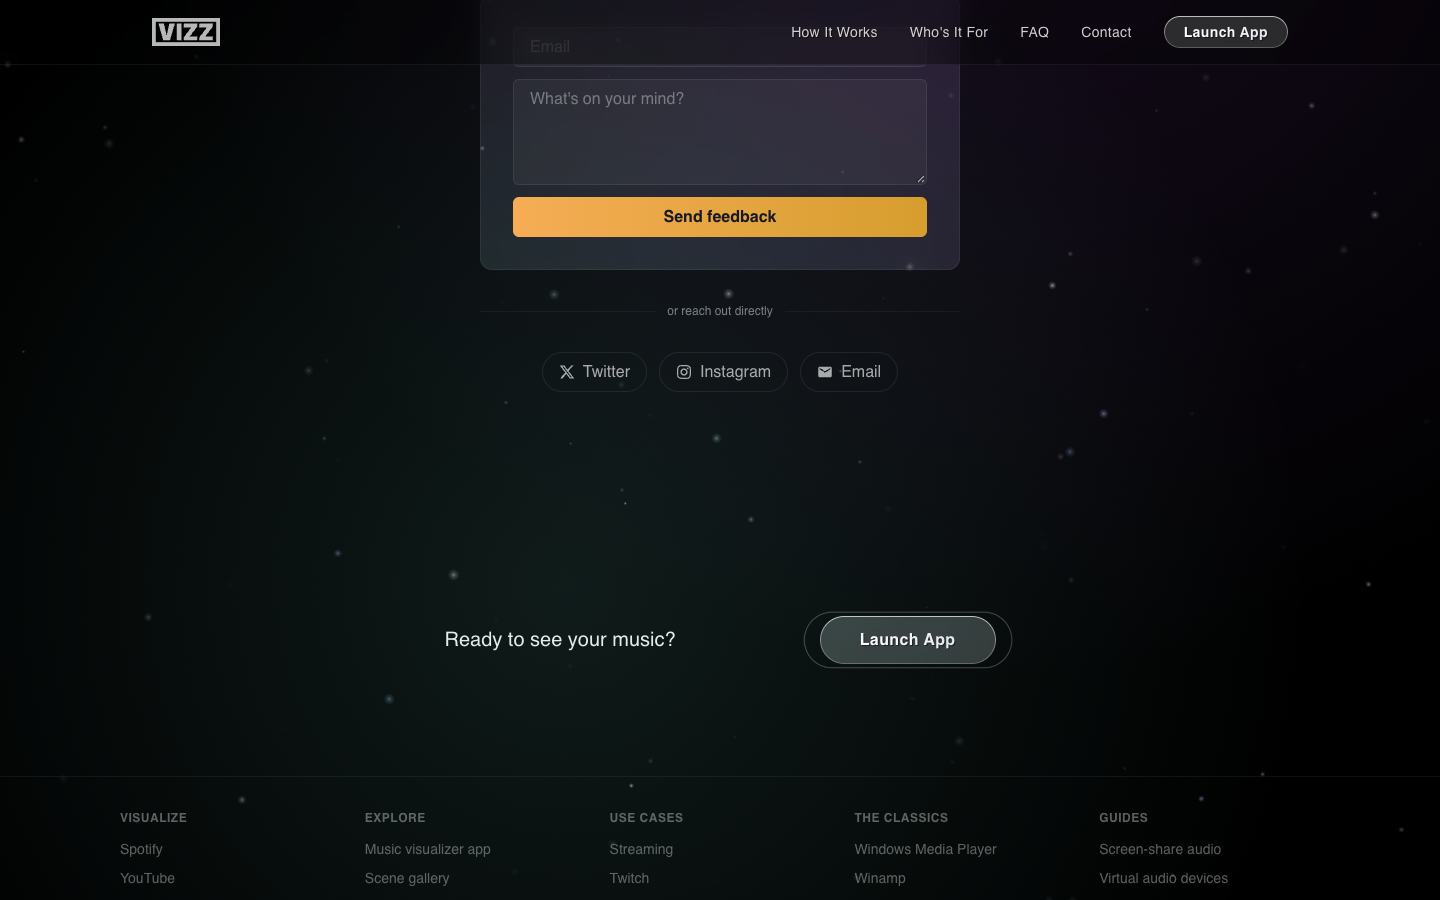 VIZZ
How It Works
Who's It For
FAQ
Contact
Launch App
Email
What's on your mind?
Send feedback
or reach out directly
Twitter
Instagram
Email
Ready to see your music?
Launch App
VISUALIZE
Spotify
YouTube
EXPLORE
Music visualizer app
Scene gallery
USE CASES
Streaming
Twitch
THE CLASSICS
Windows Media Player
Winamp
GUIDES
Screen-share audio
Virtual audio devices